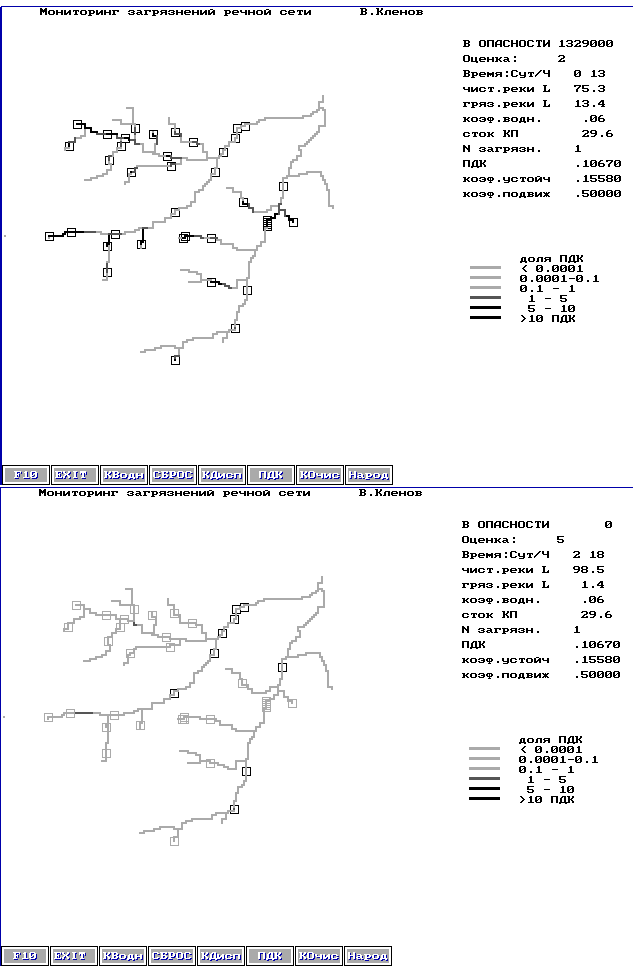 Мониторинг загрязнений речной сети В.Кленов
В ОПАСНОСТИ 1329000
Оценка: 2
Время:Сут/Ч 0 13
чист.реки L 75.3
гряз.реки L 13.4
коэф.водн. .06
сток КП 29.6
N загрязн. 1
ПДК .10670
коэф.устойч .15580
коэф.подвиж .50000
доля ПДК
< 0.0001
0.0001-0.1
0.1 - 1
1 - 5
5 - 10
>10 ПДК
F10 EXIT КВодн СБРОС КДисп ПДК КОчис Народ
Мониторинг загрязнений речной сети В.Кленов
В ОПАСНОСТИ 0
Оценка: 5
Время:Сут/Ч 2 18
чист.реки L 98.5
гряз.реки L 1.4
коэф.водн. .06
сток КП 29.6
N загрязн. 1
ПДК .10670
коэф.устойч .15580
коэф.подвиж .50000
доля ПДК
< 0.0001
0.0001-0.1
0.1 - 1
1 - 5
5 - 10
>10 ПДК
F10 EXIT КВодн СБРОС КДисп ПДК КОчис Народ